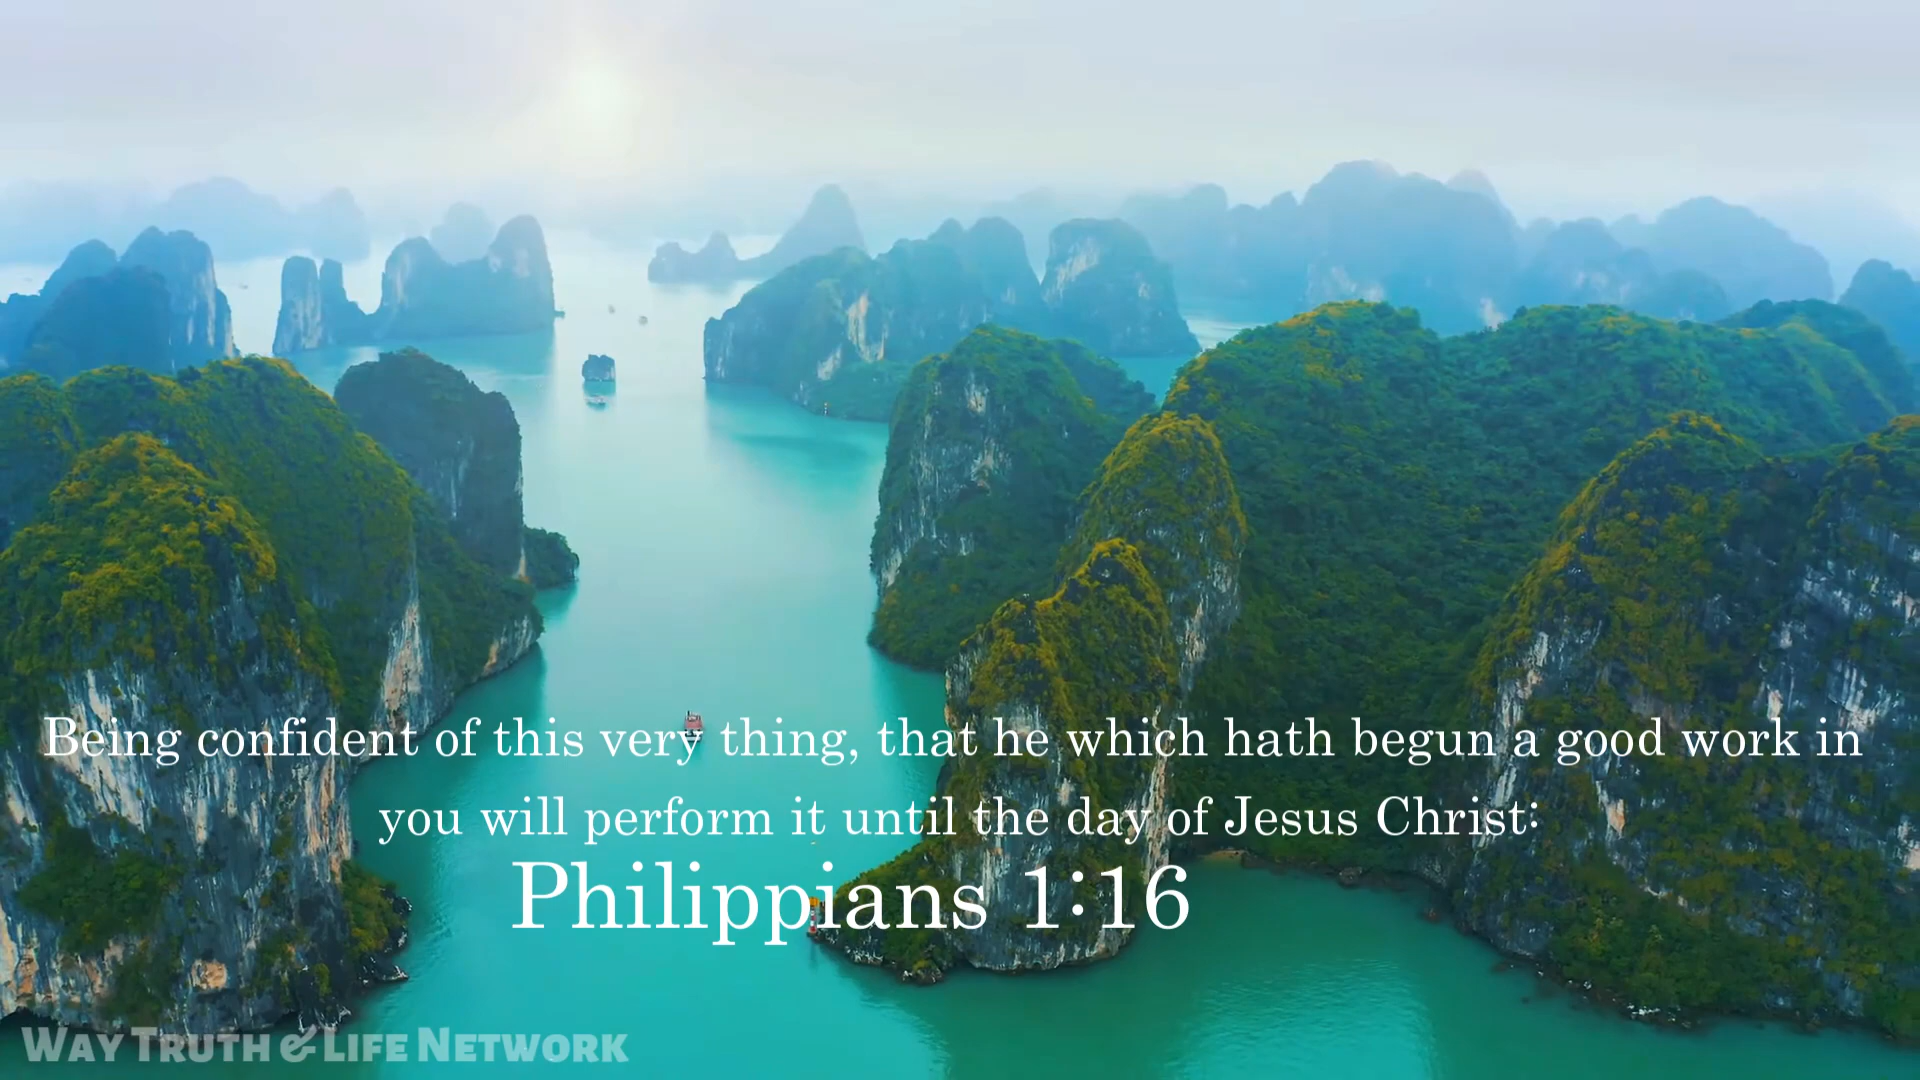 Being confident of this very thing, that he which hath begun a good work in
you will perform it until the day of Jesus Christ:
Philippians 1:16
WAY TRUTH & LIFE NETWORK